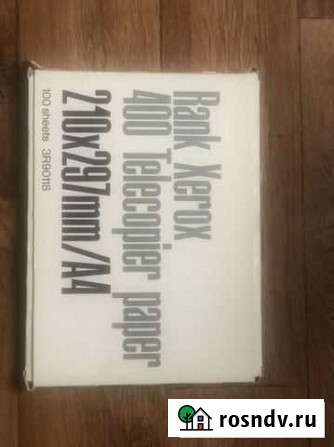 Rank Xerox
400 Telecopier paper
210x297mm/A4
100 sheets 3R90118
rosndv.ru